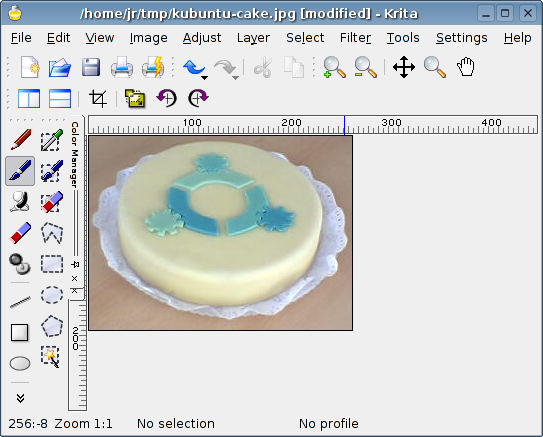 /home/jr/tmp/kubuntu-cake.jpg [modified] - Krita
File Edit View Image Adjust Layer Select Filter Tools Settings Help
100 200 300 400
Color Manager
200
256:-8 Zoom 1:1 No selection No profile